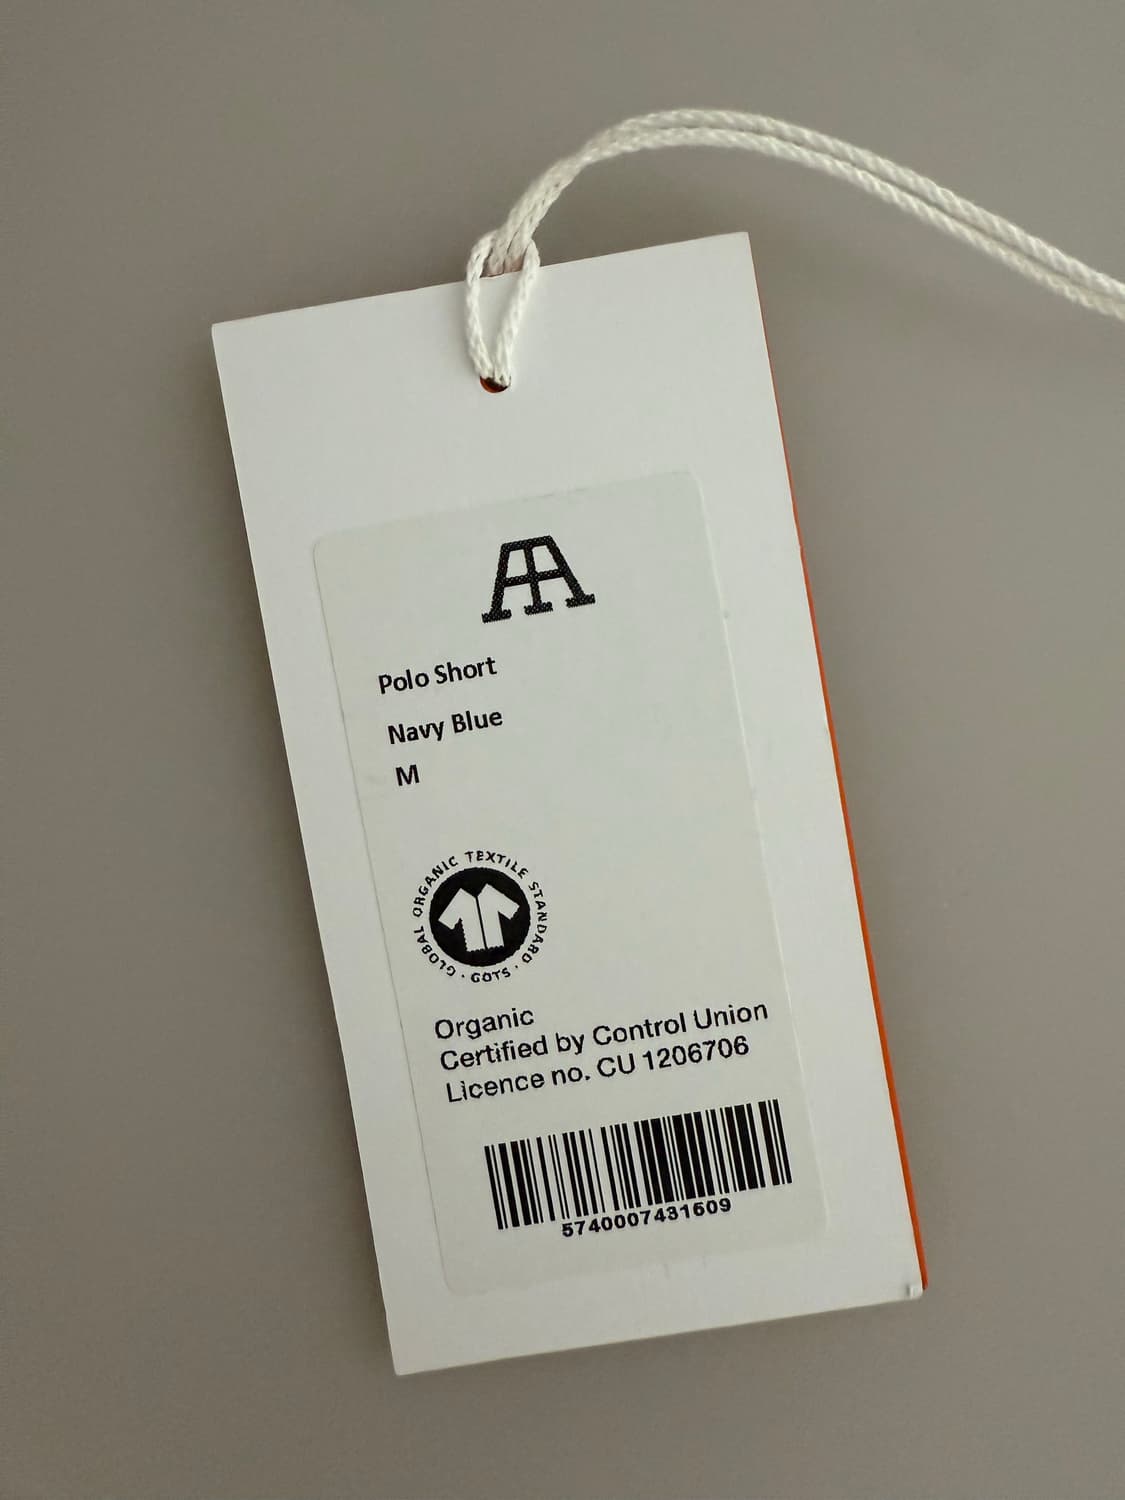 AA
Polo Short
Navy Blue
M
GLOBAL ORGANIC TEXTILE STANDARD · GOTS ·
Organic
Certified by Control Union
Licence no. CU 1206706
5740007431609